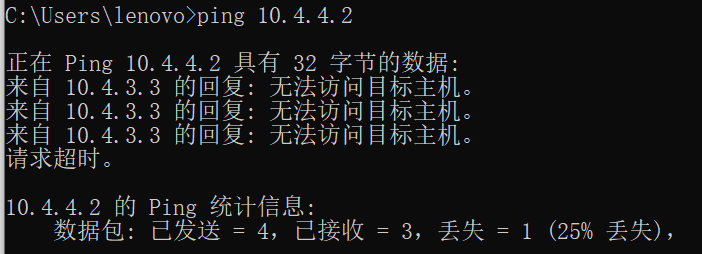 C:\Users\lenovo>ping 10.4.4.2
正在 Ping 10.4.4.2 具有 32 字节的数据:
来自 10.4.3.3 的回复: 无法访问目标主机。
来自 10.4.3.3 的回复: 无法访问目标主机。
来自 10.4.3.3 的回复: 无法访问目标主机。
请求超时。
10.4.4.2 的 Ping 统计信息:
数据包: 已发送 = 4，已接收 = 3，丢失 = 1 (25% 丢失)，